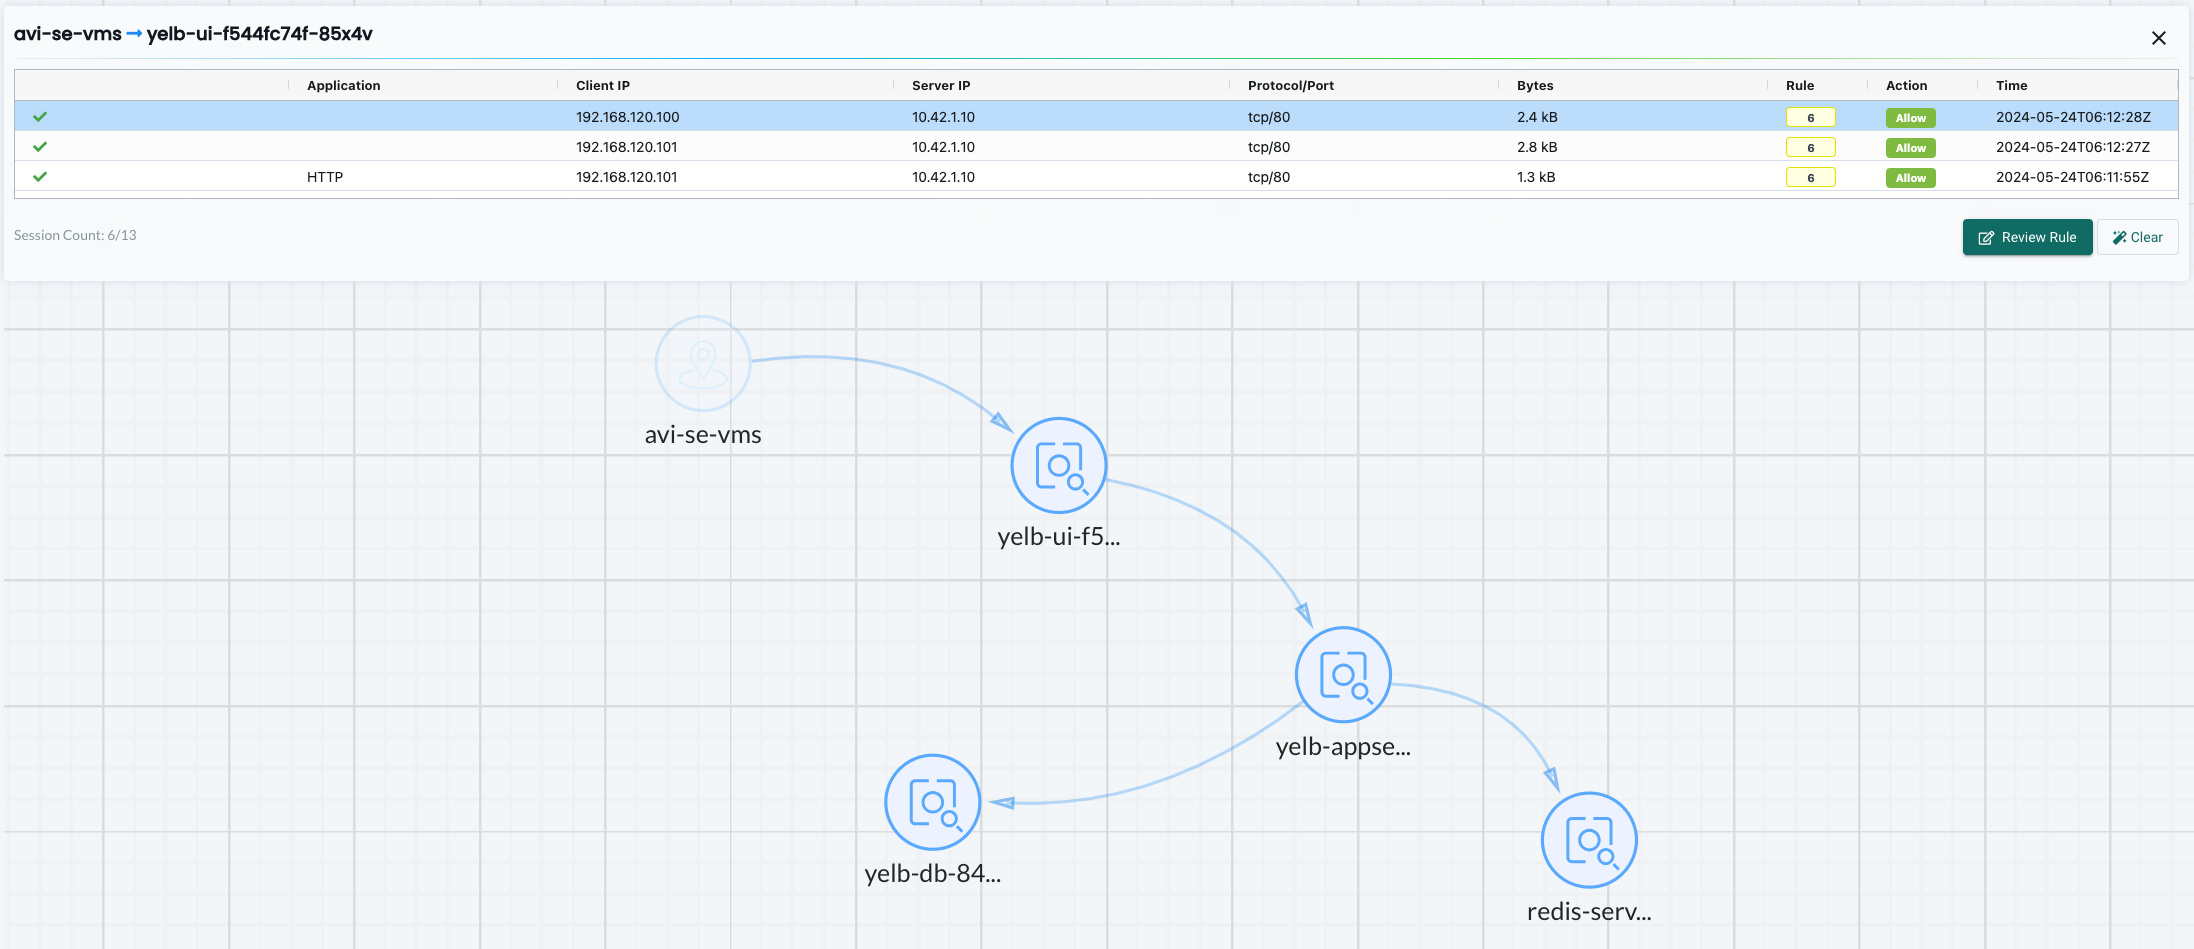 avi-se-vms → yelb-ui-f544fc74f-85x4v
Application Client IP Server IP Protocol/Port Bytes Rule Action Time
192.168.120.100 10.42.1.10 tcp/80 2.4 kB 6 Allow 2024-05-24T06:12:28Z
192.168.120.101 10.42.1.10 tcp/80 2.8 kB 6 Allow 2024-05-24T06:12:27Z
HTTP 192.168.120.101 10.42.1.10 tcp/80 1.3 kB 6 Allow 2024-05-24T06:11:55Z
Session Count: 6/13
Review Rule Clear
avi-se-vms
yelb-ui-f5...
yelb-appse...
yelb-db-84...
redis-serv...